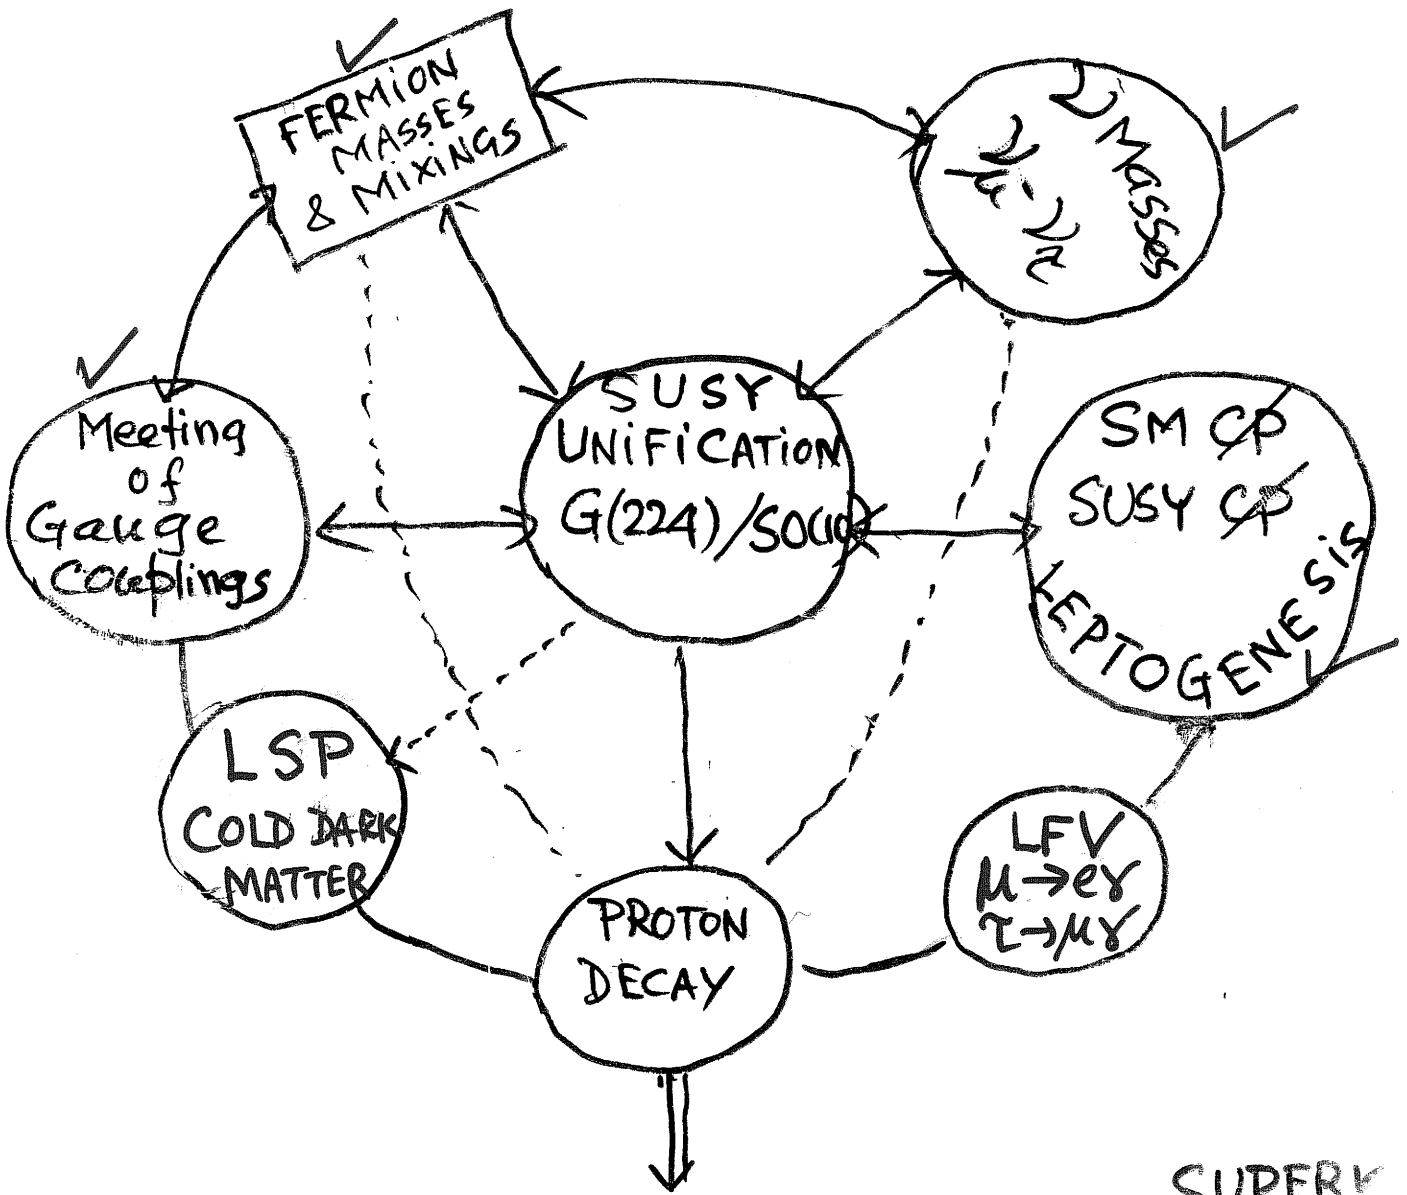 FERMION
MASSES
& MIXINGS
ν Masses
νμ-ντ
Meeting
of
Gauge
Couplings
SUSY
UNIFICATION
G(224)/SO(10)
SM CP
SUSY CP
LEPTOGENESIS
LSP
COLD DARK
MATTER
LFV
μ→eγ
τ→μγ
PROTON
DECAY
SUPERK